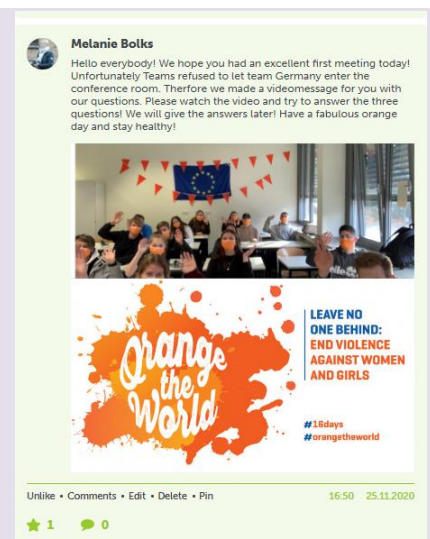 Melanie Bolks
Hello everybody! We hope you had an excellent first meeting today!
Unfortunately Teams refused to let team Germany enter the
conference room. Therfore we made a videomessage for you with
our questions. Please watch the video and try to answer the three
questions! We will give the answers later! Have a fabulous orange
day and stay healthy!
Orange
the
World
LEAVE NO
ONE BEHIND:
END VIOLENCE
AGAINST WOMEN
AND GIRLS
#16days
#orangetheworld
Unlike • Comments • Edit • Delete • Pin 16:50 25.11.2020
1 0